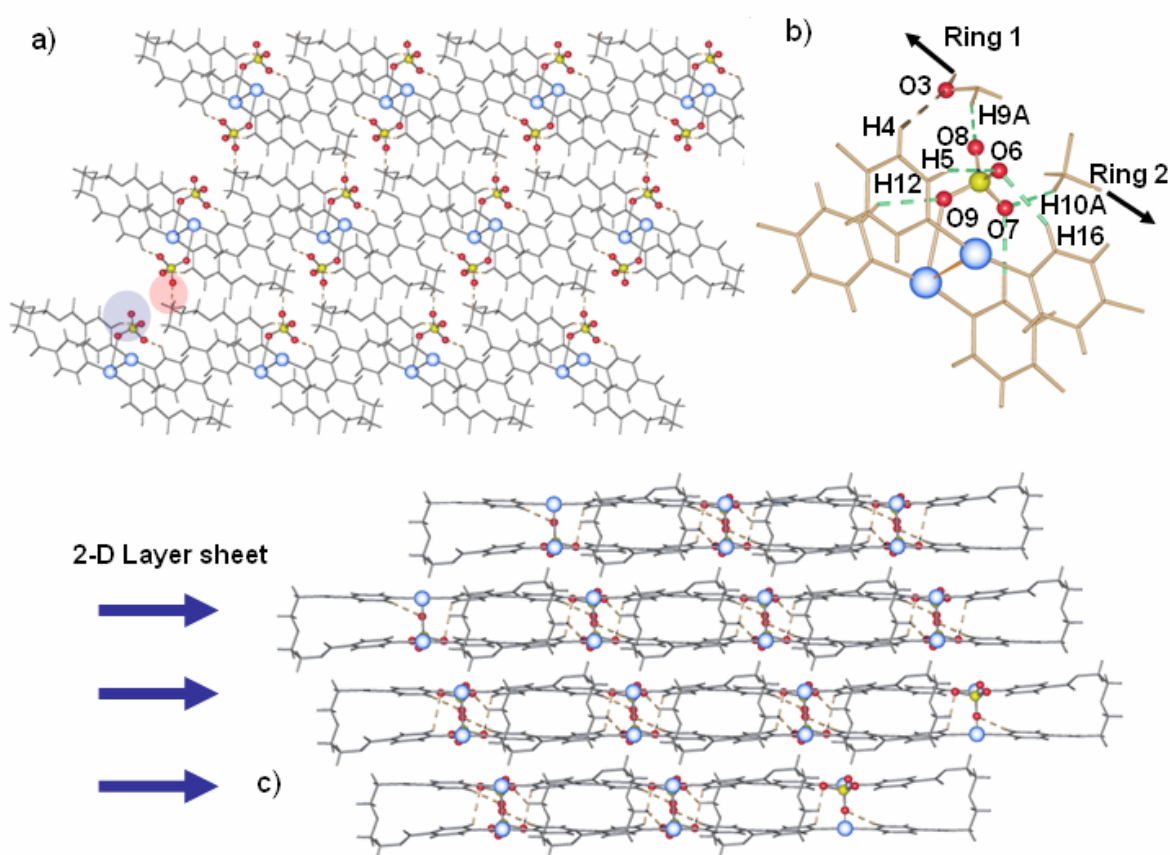 a)
b)
Ring 1
O3
H9A
H4
O8
O6
H5
Ring 2
H12
H10A
O9
O7
H16
2-D Layer sheet
c)